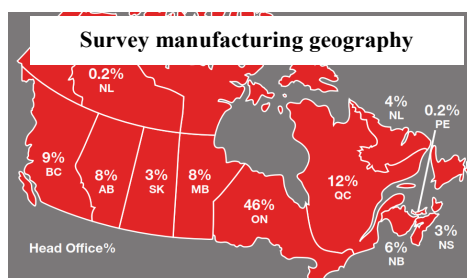 Survey manufacturing geography
0.2%
NL
4%
NL
0.2%
PE
9%
BC
8%
AB
3%
SK
8%
MB
46%
ON
12%
QC
6%
NB
3%
NS
Head Office%